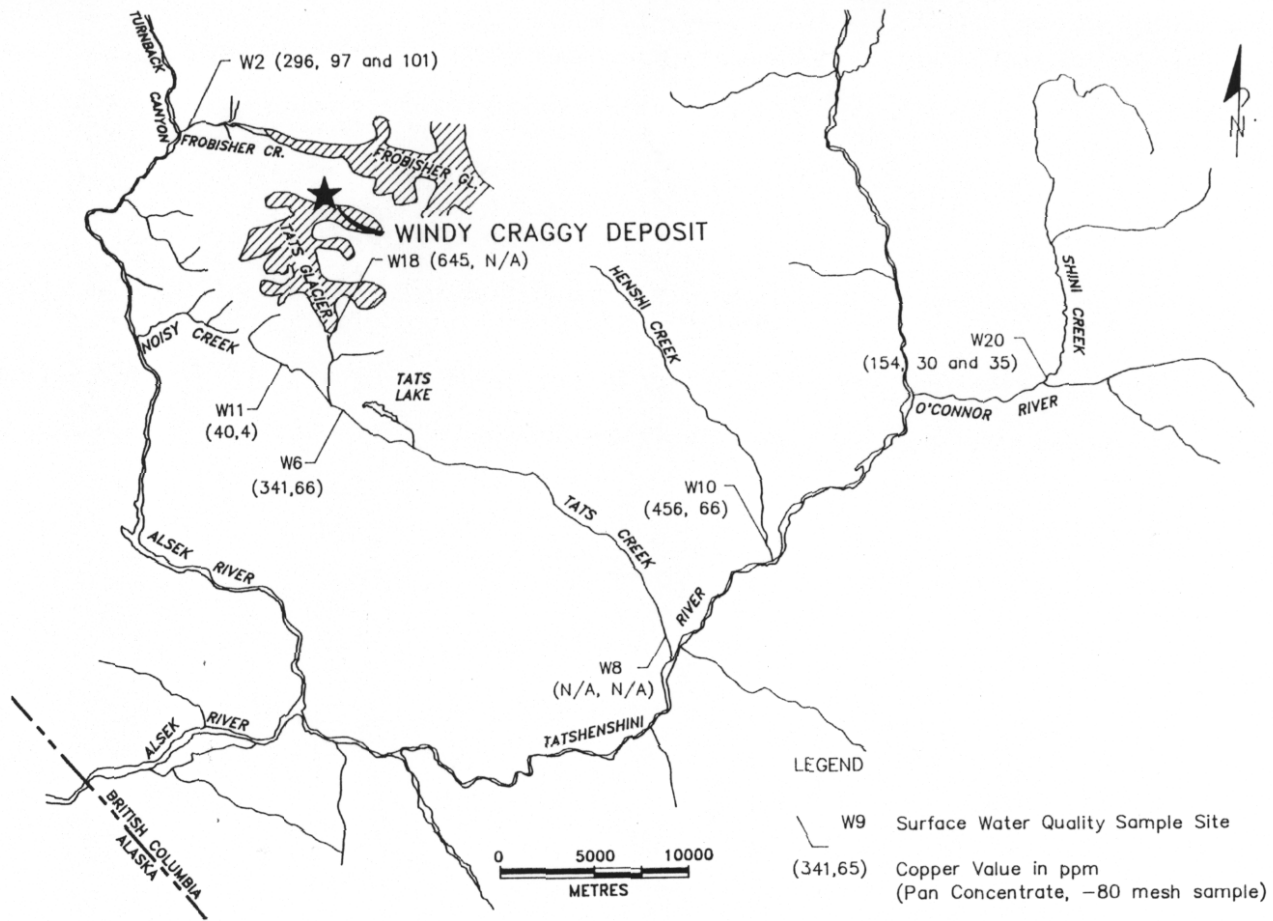 TURNBACK
CANYON
W2 (296, 97 and 101)
FROBISHER CR.
FROBISHER GL.
N
WINDY CRAGGY DEPOSIT
TATS GLACIER
W18 (645, N/A)
HENSHI CREEK
SHINI CREEK
NOISY CREEK
W20
(154, 30 and 35)
TATS
LAKE
O'CONNOR RIVER
W11
(40,4)
W6
(341,66)
W10
(456, 66)
TATS CREEK
ALSEK RIVER
RIVER
W8
(N/A, N/A)
ALSEK RIVER
TATSHENSHINI
LEGEND
BRITISH COLUMBIA
ALASKA
W9 Surface Water Quality Sample Site
0 5000 10000
METRES
(341,65) Copper Value in ppm
(Pan Concentrate, -80 mesh sample)